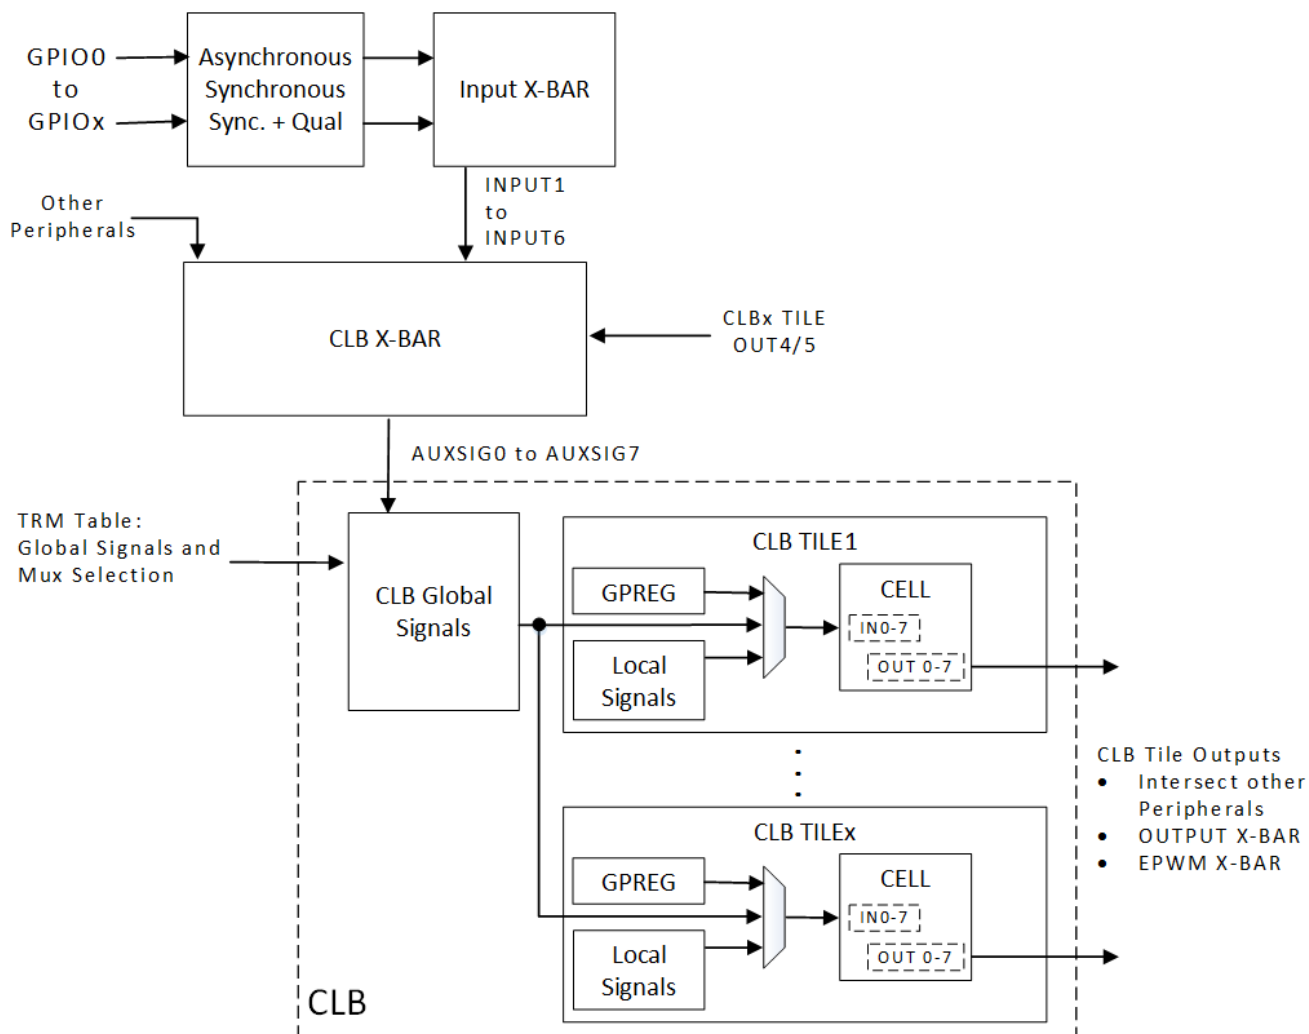 GPIO0
to
GPIOx
Asynchronous
Synchronous
Sync. + Qual
Input X-BAR
INPUT1
to
INPUT6
Other
Peripherals
CLB X-BAR
CLBx TILE
OUT4/5
AUXSIG0 to AUXSIG7
TRM Table:
Global Signals and
Mux Selection
CLB Global
Signals
CLB TILE1
GPREG
Local
Signals
CELL
IN0-7
OUT 0-7
CLB TILEx
GPREG
Local
Signals
CELL
IN0-7
OUT 0-7
CLB Tile Outputs
• Intersect other
Peripherals
• OUTPUT X-BAR
• EPWM X-BAR
CLB